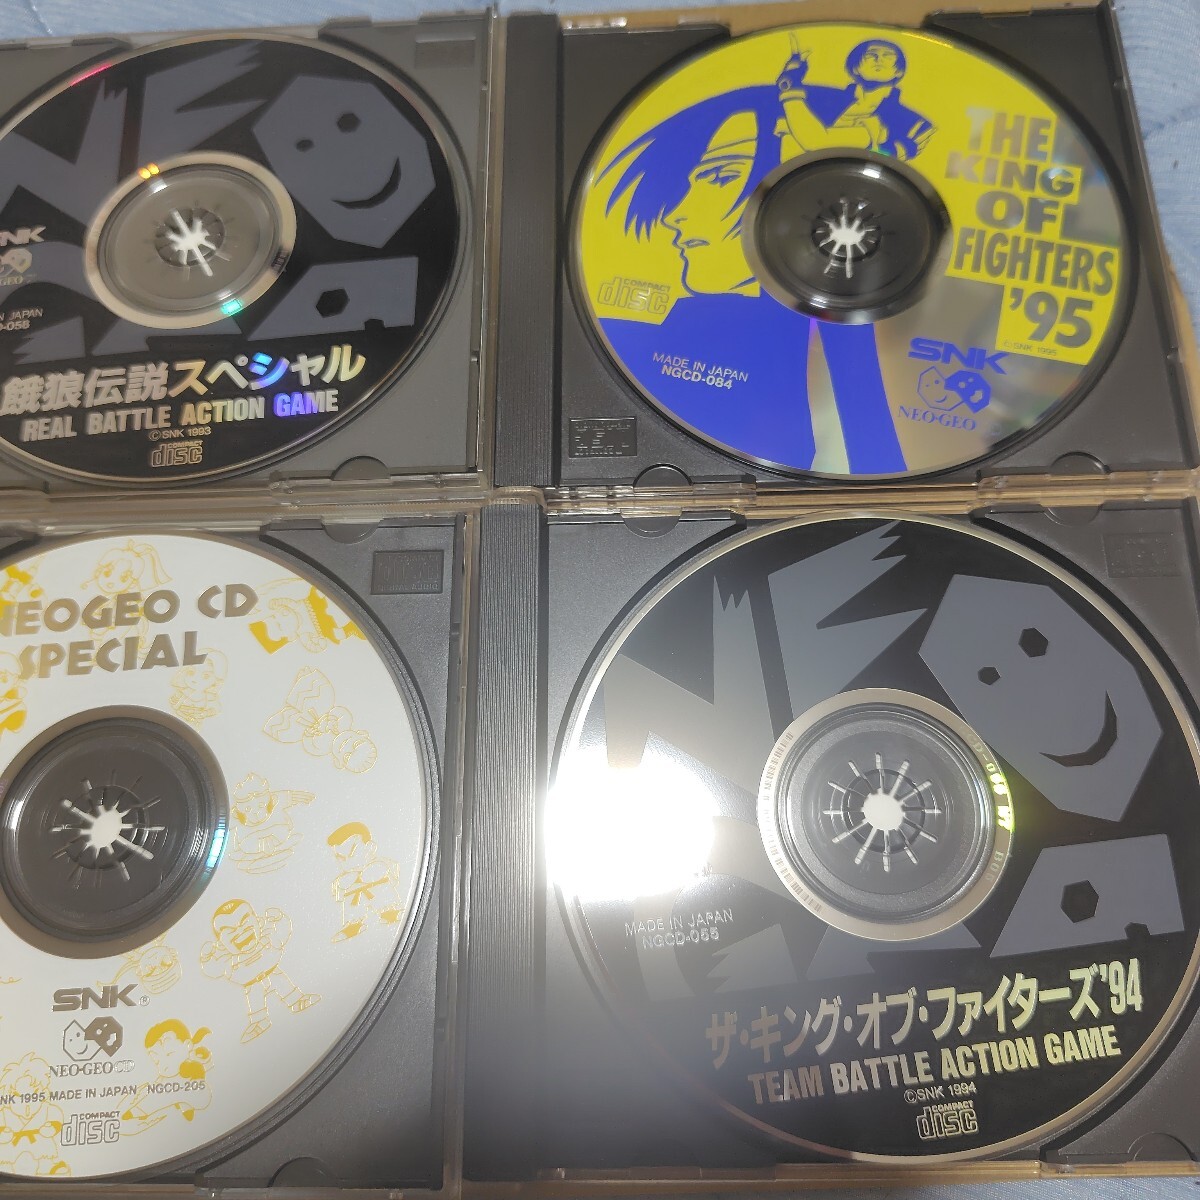 SNK
NEO·GEO
IN JAPAN
餓狼伝説スペシャル
REAL BATTLE ACTION GAME
©SNK 1993
COMPACT
disc
THE
KING
OF
FIGHTERS
'95
©SNK 1995
COMPACT
disc
MADE IN JAPAN
NGCD-084
SNK
NEO·GEO
NEOGEO CD
SPECIAL
SNK®
NEO·GEO CD
SNK 1995 MADE IN JAPAN NGCD-205
COMPACT
disc
MADE IN JAPAN
NGCD-055
ザ・キング・オブ・ファイターズ'94
TEAM BATTLE ACTION GAME
©SNK 1994
COMPACT
disc